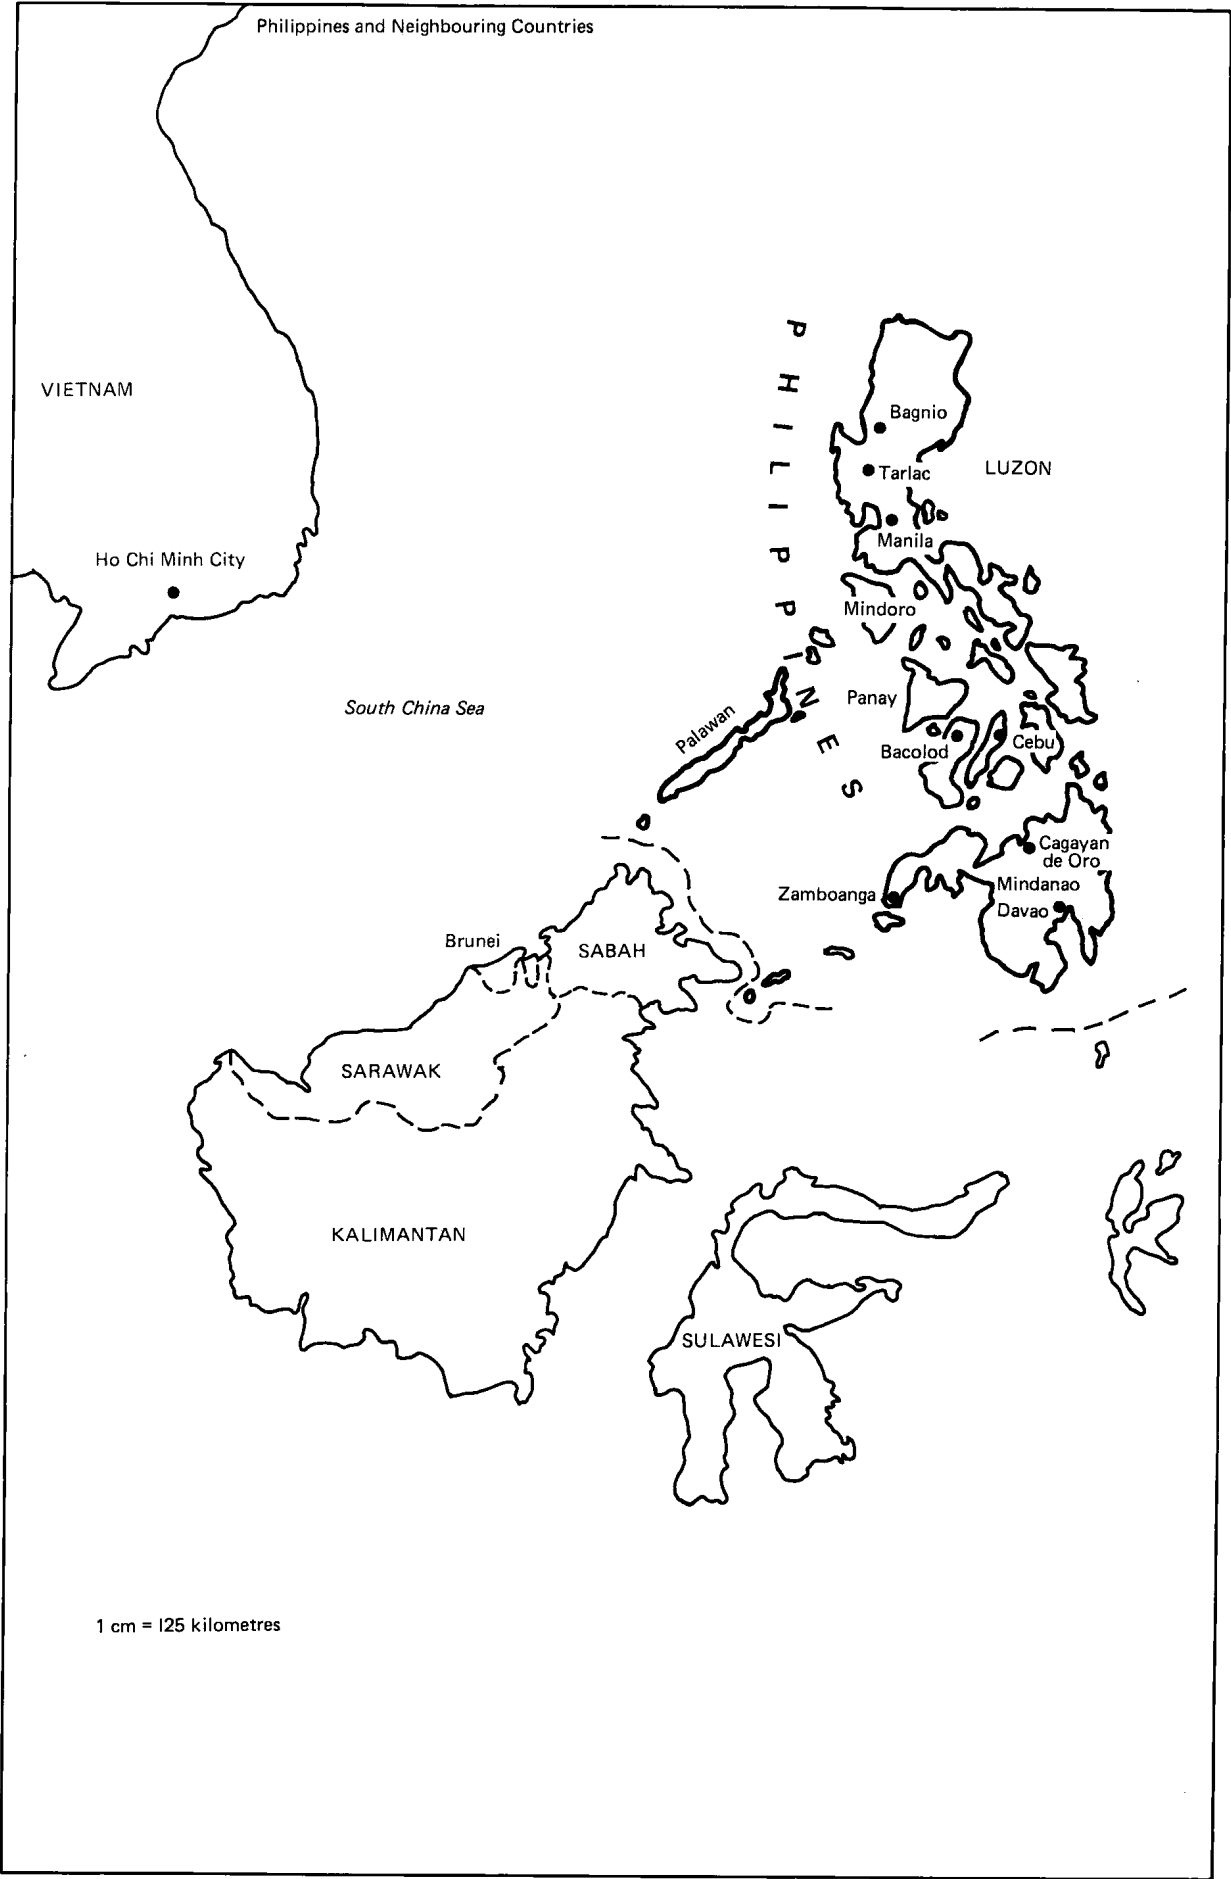 Philippines and Neighbouring Countries
PHILIPPINES
VIETNAM
Bagnio
Tarlac
LUZON
Manila
Ho Chi Minh City
Mindoro
South China Sea
Palawan
Panay
Bacolod
Cebu
Cagayan
de Oro
Zamboanga
Mindanao
Davao
Brunei
SABAH
SARAWAK
KALIMANTAN
SULAWESI
1 cm = 125 kilometres